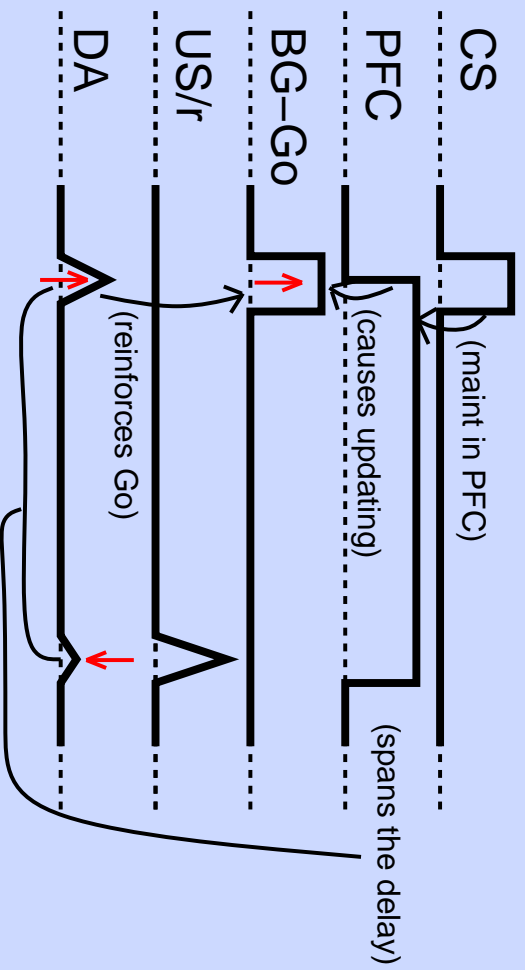 CS
(maint in PFC)
PFC
(spans the delay)
(causes updating)
BG–Go
US/r
(reinforces Go)
DA